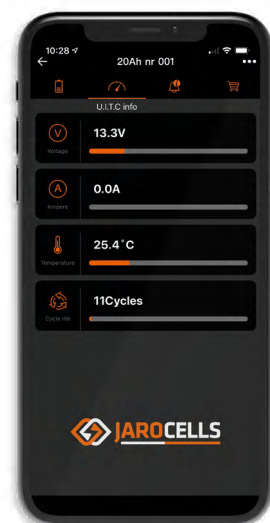 10:28
20Ah nr 001
U.I.T.C info
V
Voltage
13.3V
A
Ampere
0.0A
Temperature
25.4°C
Cycle life
11Cycles
JAROCELLS